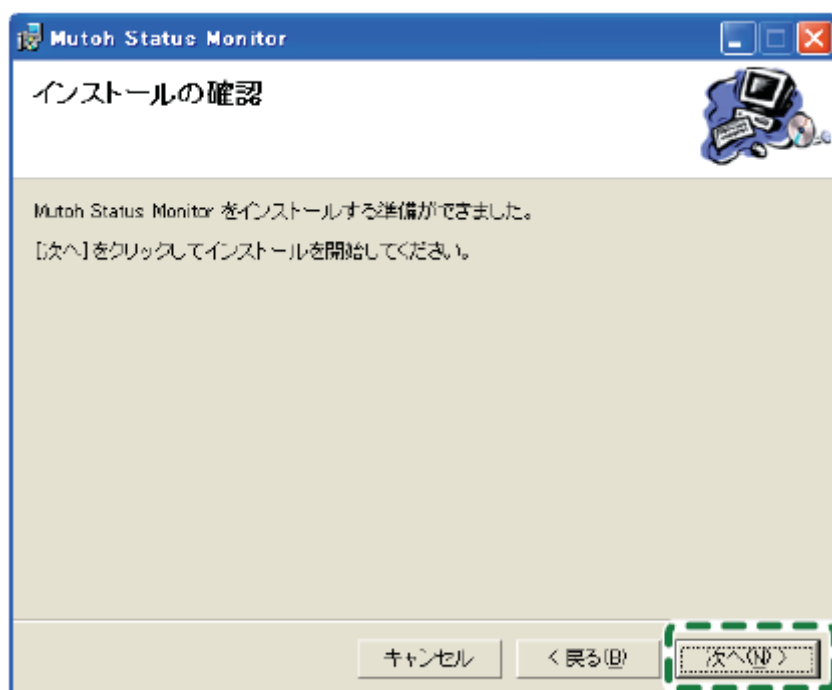 Mutoh Status Monitor
インストールの確認
Mutoh Status Monitor をインストールする準備ができました。
[次へ]をクリックしてインストールを開始してください。
キャンセル
< 戻る(B)
次へ(N) >